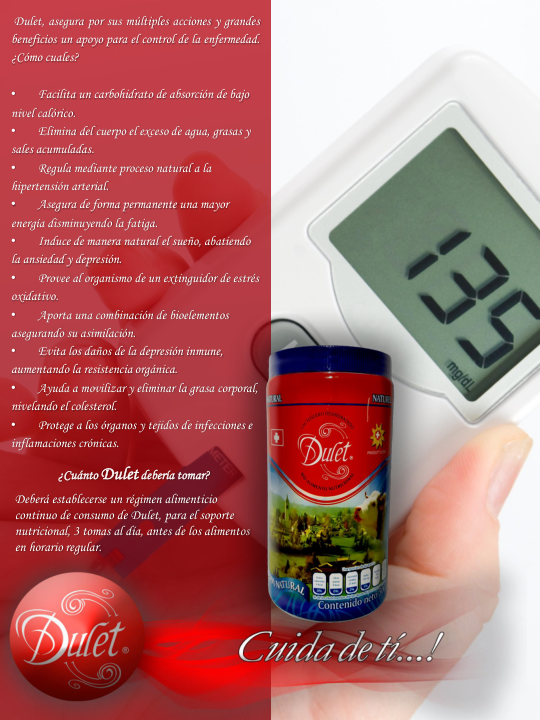 Dulet, asegura por sus múltiples acciones y grandes
beneficios un apoyo para el control de la enfermedad.
¿Cómo cuales?
• Facilita un carbohidrato de absorción de bajo
nivel calórico.
• Elimina del cuerpo el exceso de agua, grasas y
sales acumuladas.
• Regula mediante proceso natural a la
hipertensión arterial.
• Asegura de forma permanente una mayor
energía disminuyendo la fatiga.
• Induce de manera natural el sueño, abatiendo
la ansiedad y depresión.
• Provee al organismo de un extinguidor de estrés
oxidativo.
• Aporta una combinación de bioelementos
asegurando su asimilación.
• Evita los daños de la depresión inmune,
aumentando la resistencia orgánica.
• Ayuda a movilizar y eliminar la grasa corporal,
nivelando el colesterol.
• Protege a los órganos y tejidos de infecciones e
inflamaciones crónicas.
¿Cuánto Dulet debería tomar?
Deberá establecerse un régimen alimenticio
continuo de consumo de Dulet, para el soporte
nutricional, 3 tomas al día, antes de los alimentos
en horario regular.
135
mg/dL
Dulet®
NATURAL
Contenido neto
Dulet®
Cuida de tí...!